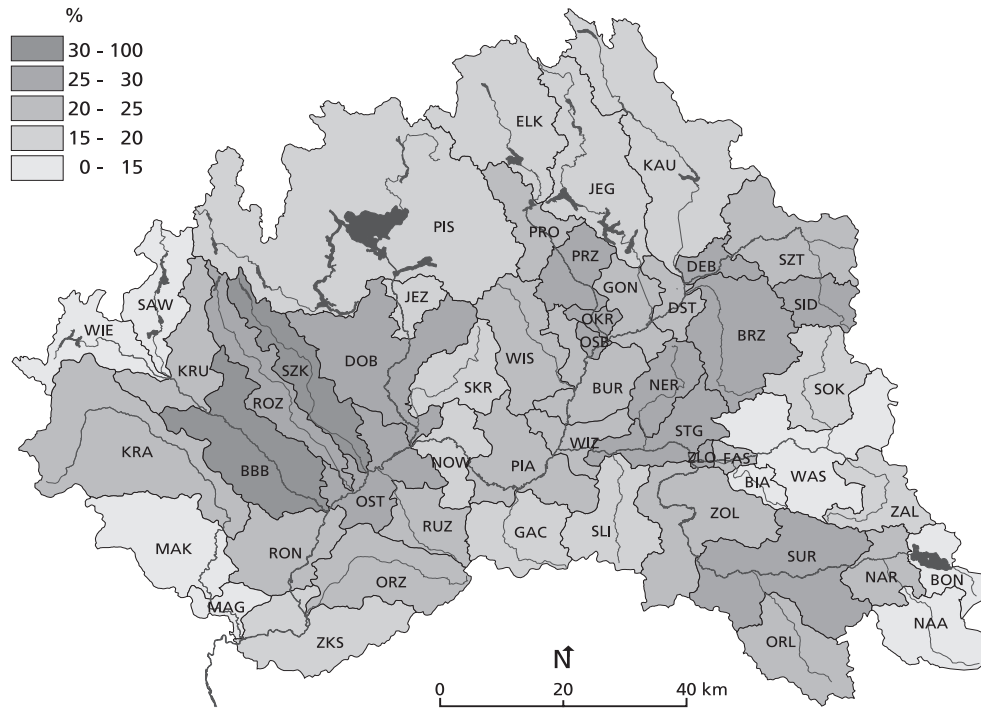 %
30 - 100
25 - 30
20 - 25
15 - 20
0 - 15
ELK
KAU
JEG
PIS
PRO
PRZ
DEB
SZT
GON
JEZ
SAW
DST
SID
OKR
WIE
BRZ
OSB
DOB
WIS
KRU
SZK
SKR
BUR
NER
SOK
ROZ
STG
WIZ
KRA
NOW
PIA
ZLO
FAS
BBB
WAS
BIA
OST
ZAL
ZOL
RUZ
GAC
SLI
MAK
RON
SUR
ORZ
NAR
BON
MAG
NAA
ZKS
ORL
N
0 20 40 km